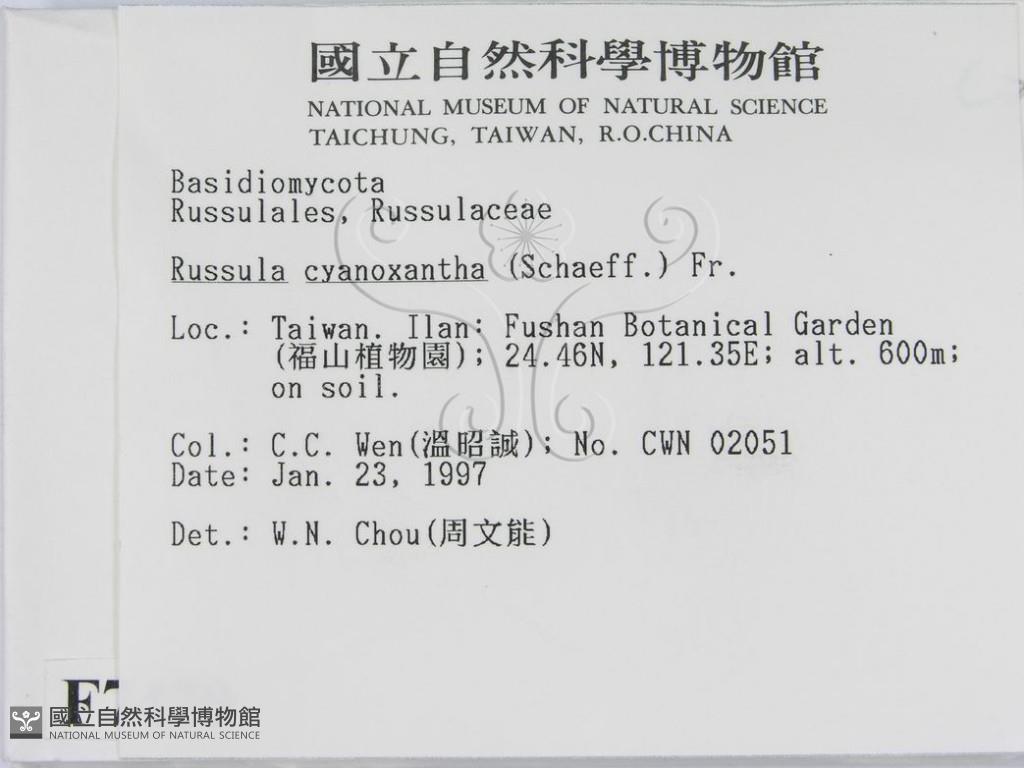 國立自然科學博物館
NATIONAL MUSEUM OF NATURAL SCIENCE
TAICHUNG, TAIWAN, R.O.CHINA
Basidiomycota
Russulales, Russulaceae
Russula cyanoxantha (Schaeff.) Fr.
Loc.: Taiwan. Ilan: Fushan Botanical Garden
(福山植物園); 24.46N, 121.35E; alt. 600m;
on soil.
Col.: C.C. Wen(溫昭誠); No. CWN 02051
Date: Jan. 23, 1997
Det.: W.N. Chou(周文能)
國立自然科學博物館
NATIONAL MUSEUM OF NATURAL SCIENCE